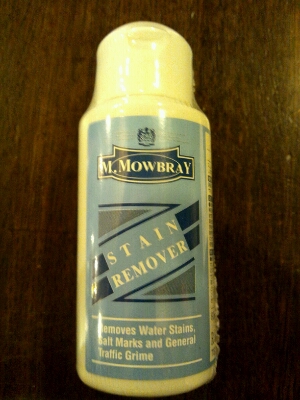 M. MOWBRAY
STAIN
REMOVER
Removes Water Stains,
Salt Marks and General
Traffic Grime